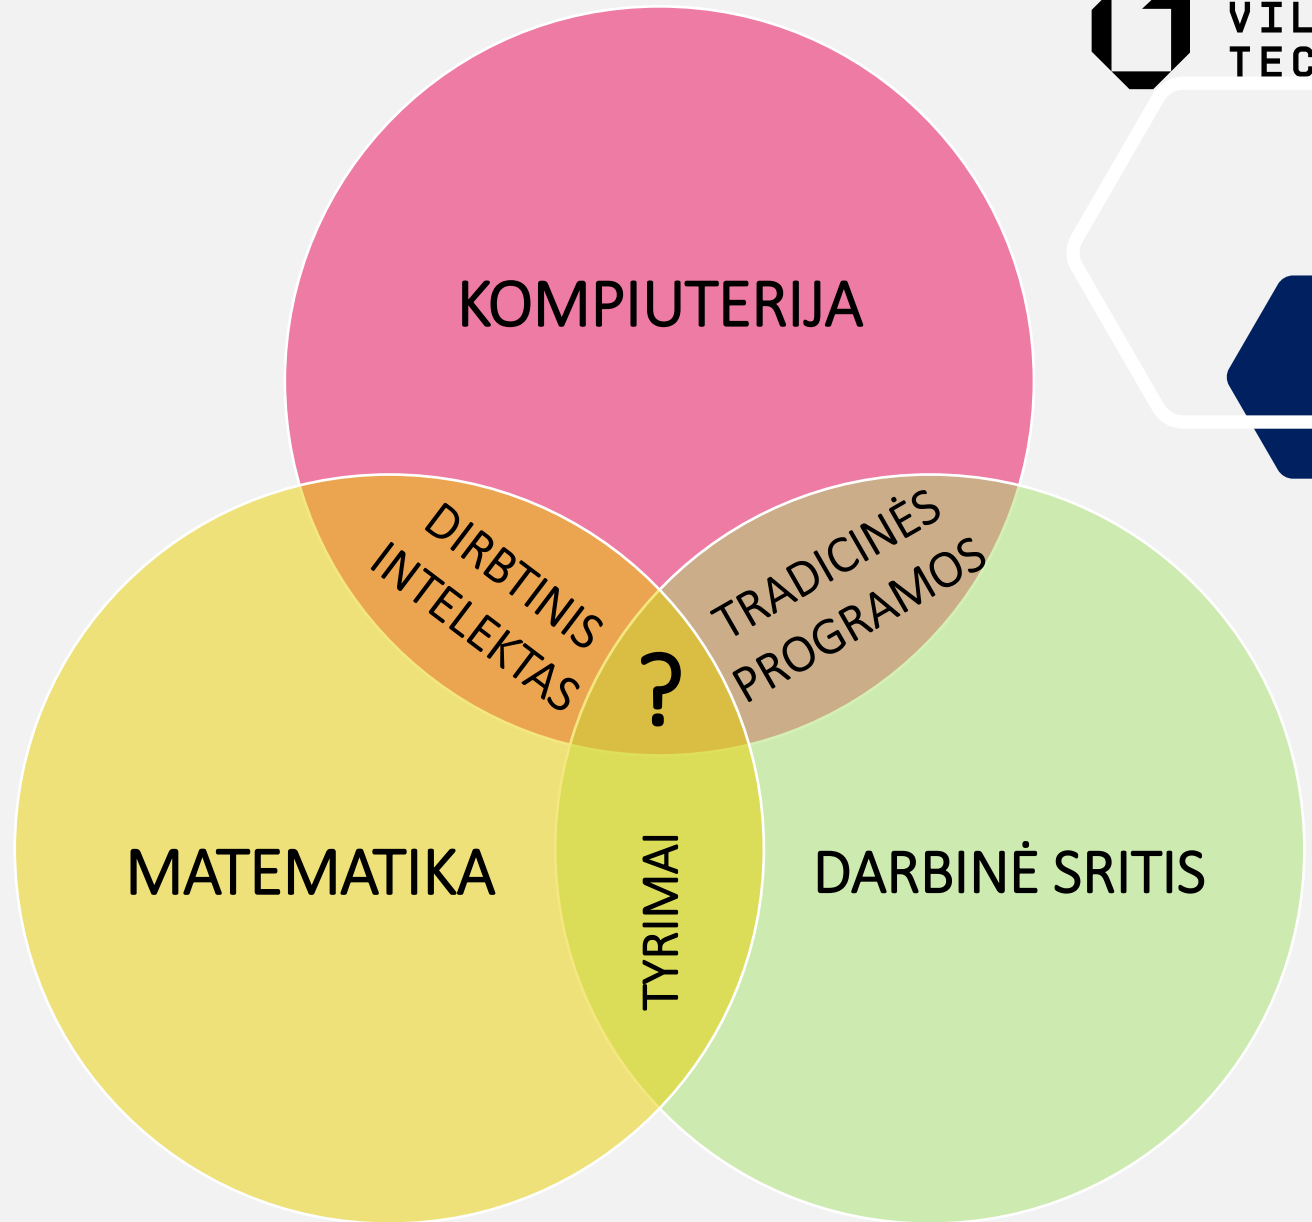 VIL
TEC
KOMPIUTERIJA
DIRBTINIS
INTELEKTAS
TRADICINĖS
PROGRAMOS
?
MATEMATIKA
TYRIMAI
DARBINĖ SRITIS